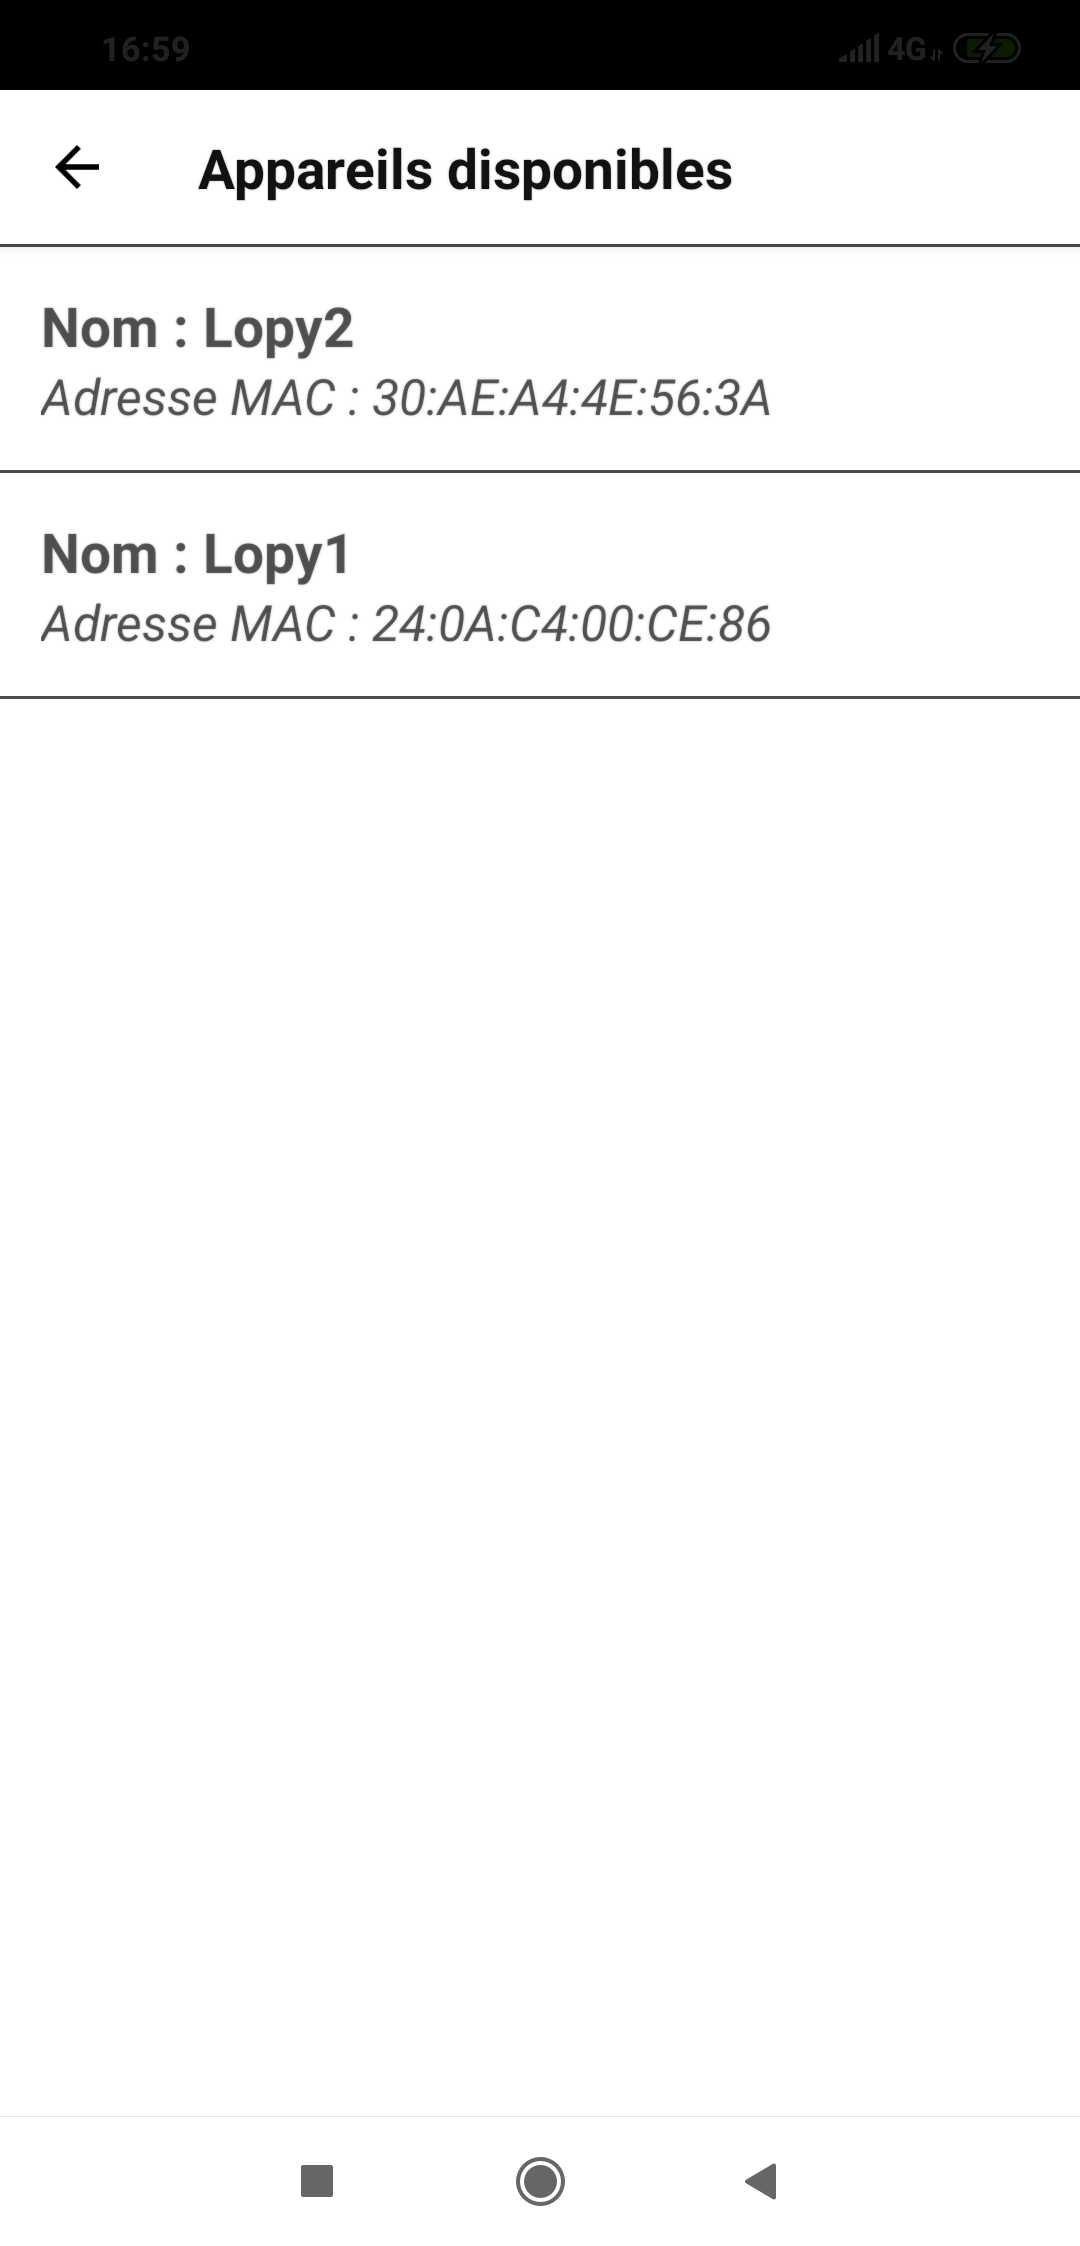 16:59 4G
Appareils disponibles
Nom : Lopy2
Adresse MAC : 30:AE:A4:4E:56:3A
Nom : Lopy1
Adresse MAC : 24:0A:C4:00:CE:86